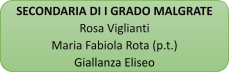 SECONDARIA DI I GRADO MALGRATE
Rosa Viglianti
Maria Fabiola Rota (p.t.)
Giallanza Eliseo